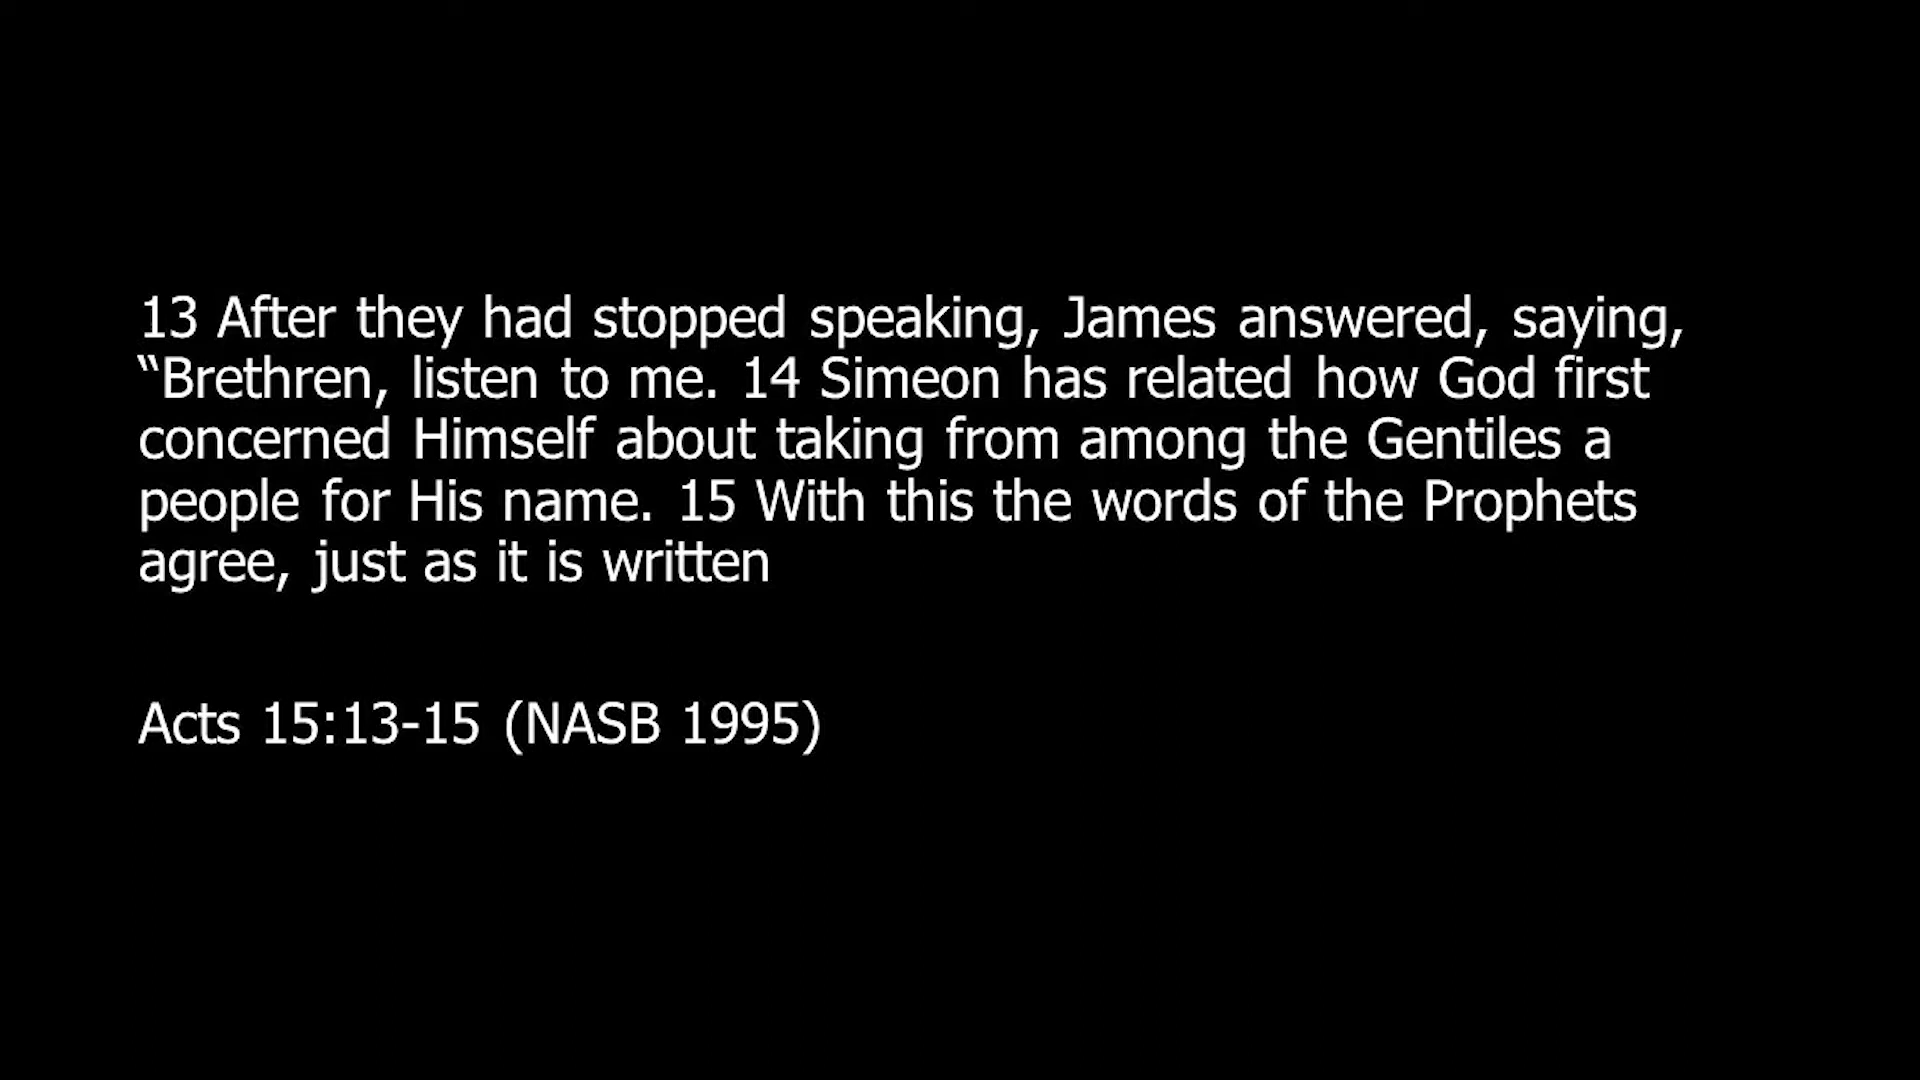 13 After they had stopped speaking, James answered, saying,
“Brethren, listen to me. 14 Simeon has related how God first
concerned Himself about taking from among the Gentiles a
people for His name. 15 With this the words of the Prophets
agree, just as it is written
Acts 15:13-15 (NASB 1995)